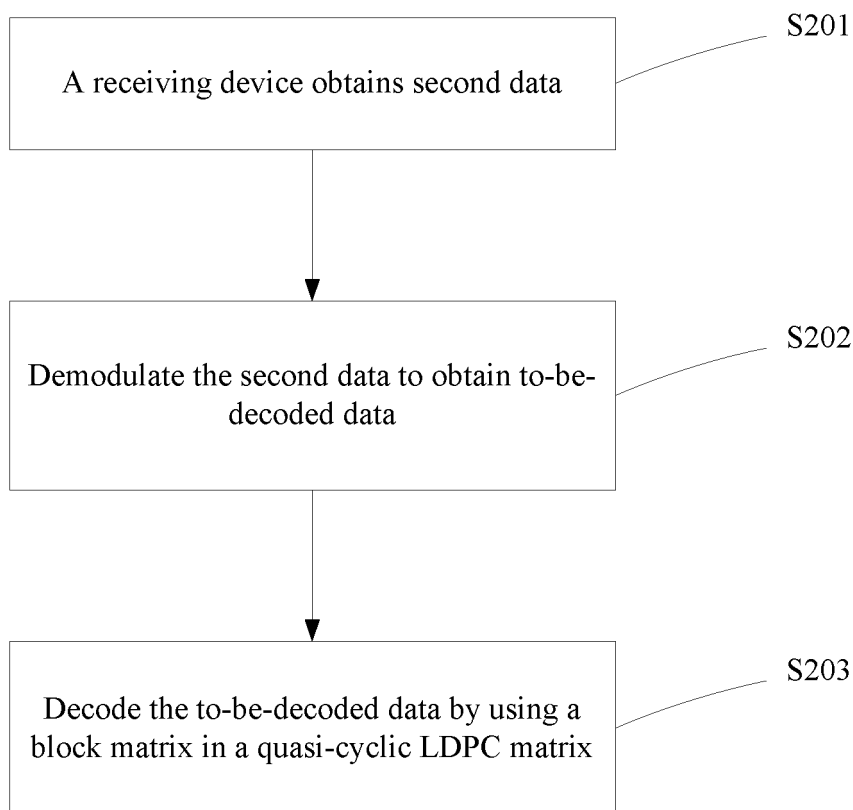 S201
A receiving device obtains second data
S202
Demodulate the second data to obtain to-be-
decoded data
S203
Decode the to-be-decoded data by using a
block matrix in a quasi-cyclic LDPC matrix